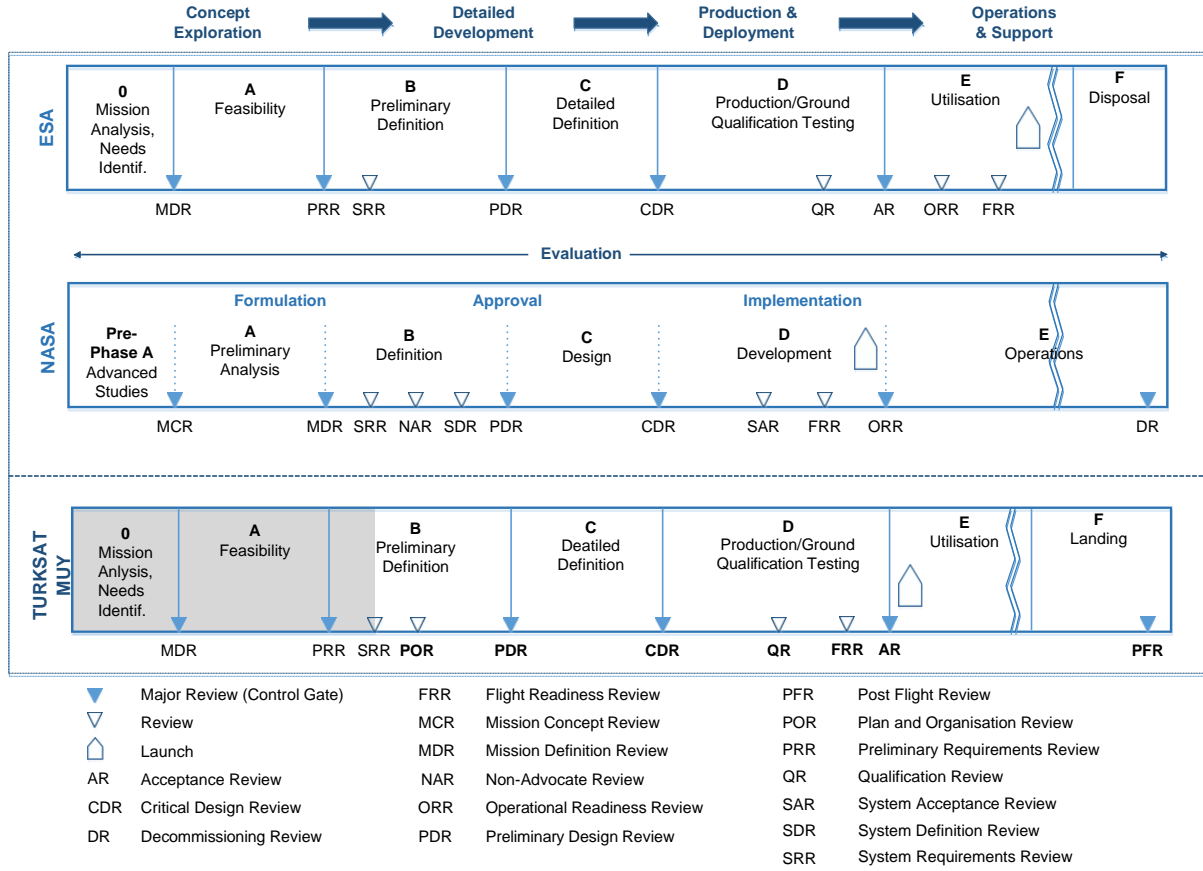 Concept
Exploration
Detailed
Development
Production &
Deployment
Operations
& Support
ESA
0
Mission
Analysis,
Needs
Identif.
A
Feasibility
B
Preliminary
Definition
C
Detailed
Definition
D
Production/Ground
Qualification Testing
E
Utilisation
F
Disposal
MDR PRR SRR PDR CDR QR AR ORR FRR
Evaluation
NASA
Formulation Approval Implementation
Pre-
Phase A
Advanced
Studies
A
Preliminary
Analysis
B
Definition
C
Design
D
Development
E
Operations
MCR MDR SRR NAR SDR PDR CDR SAR FRR ORR DR
TURKSAT
MUY
0
Mission
Anlysis,
Needs
Identif.
A
Feasibility
B
Preliminary
Definition
C
Deatiled
Definition
D
Production/Ground
Qualification Testing
E
Utilisation
F
Landing
MDR PRR SRR POR PDR CDR QR FRR AR PFR
Major Review (Control Gate)
Review
Launch
AR Acceptance Review
CDR Critical Design Review
DR Decommissioning Review
FRR Flight Readiness Review
MCR Mission Concept Review
MDR Mission Definition Review
NAR Non-Advocate Review
ORR Operational Readiness Review
PDR Preliminary Design Review
PFR Post Flight Review
POR Plan and Organisation Review
PRR Preliminary Requirements Review
QR Qualification Review
SAR System Acceptance Review
SDR System Definition Review
SRR System Requirements Review